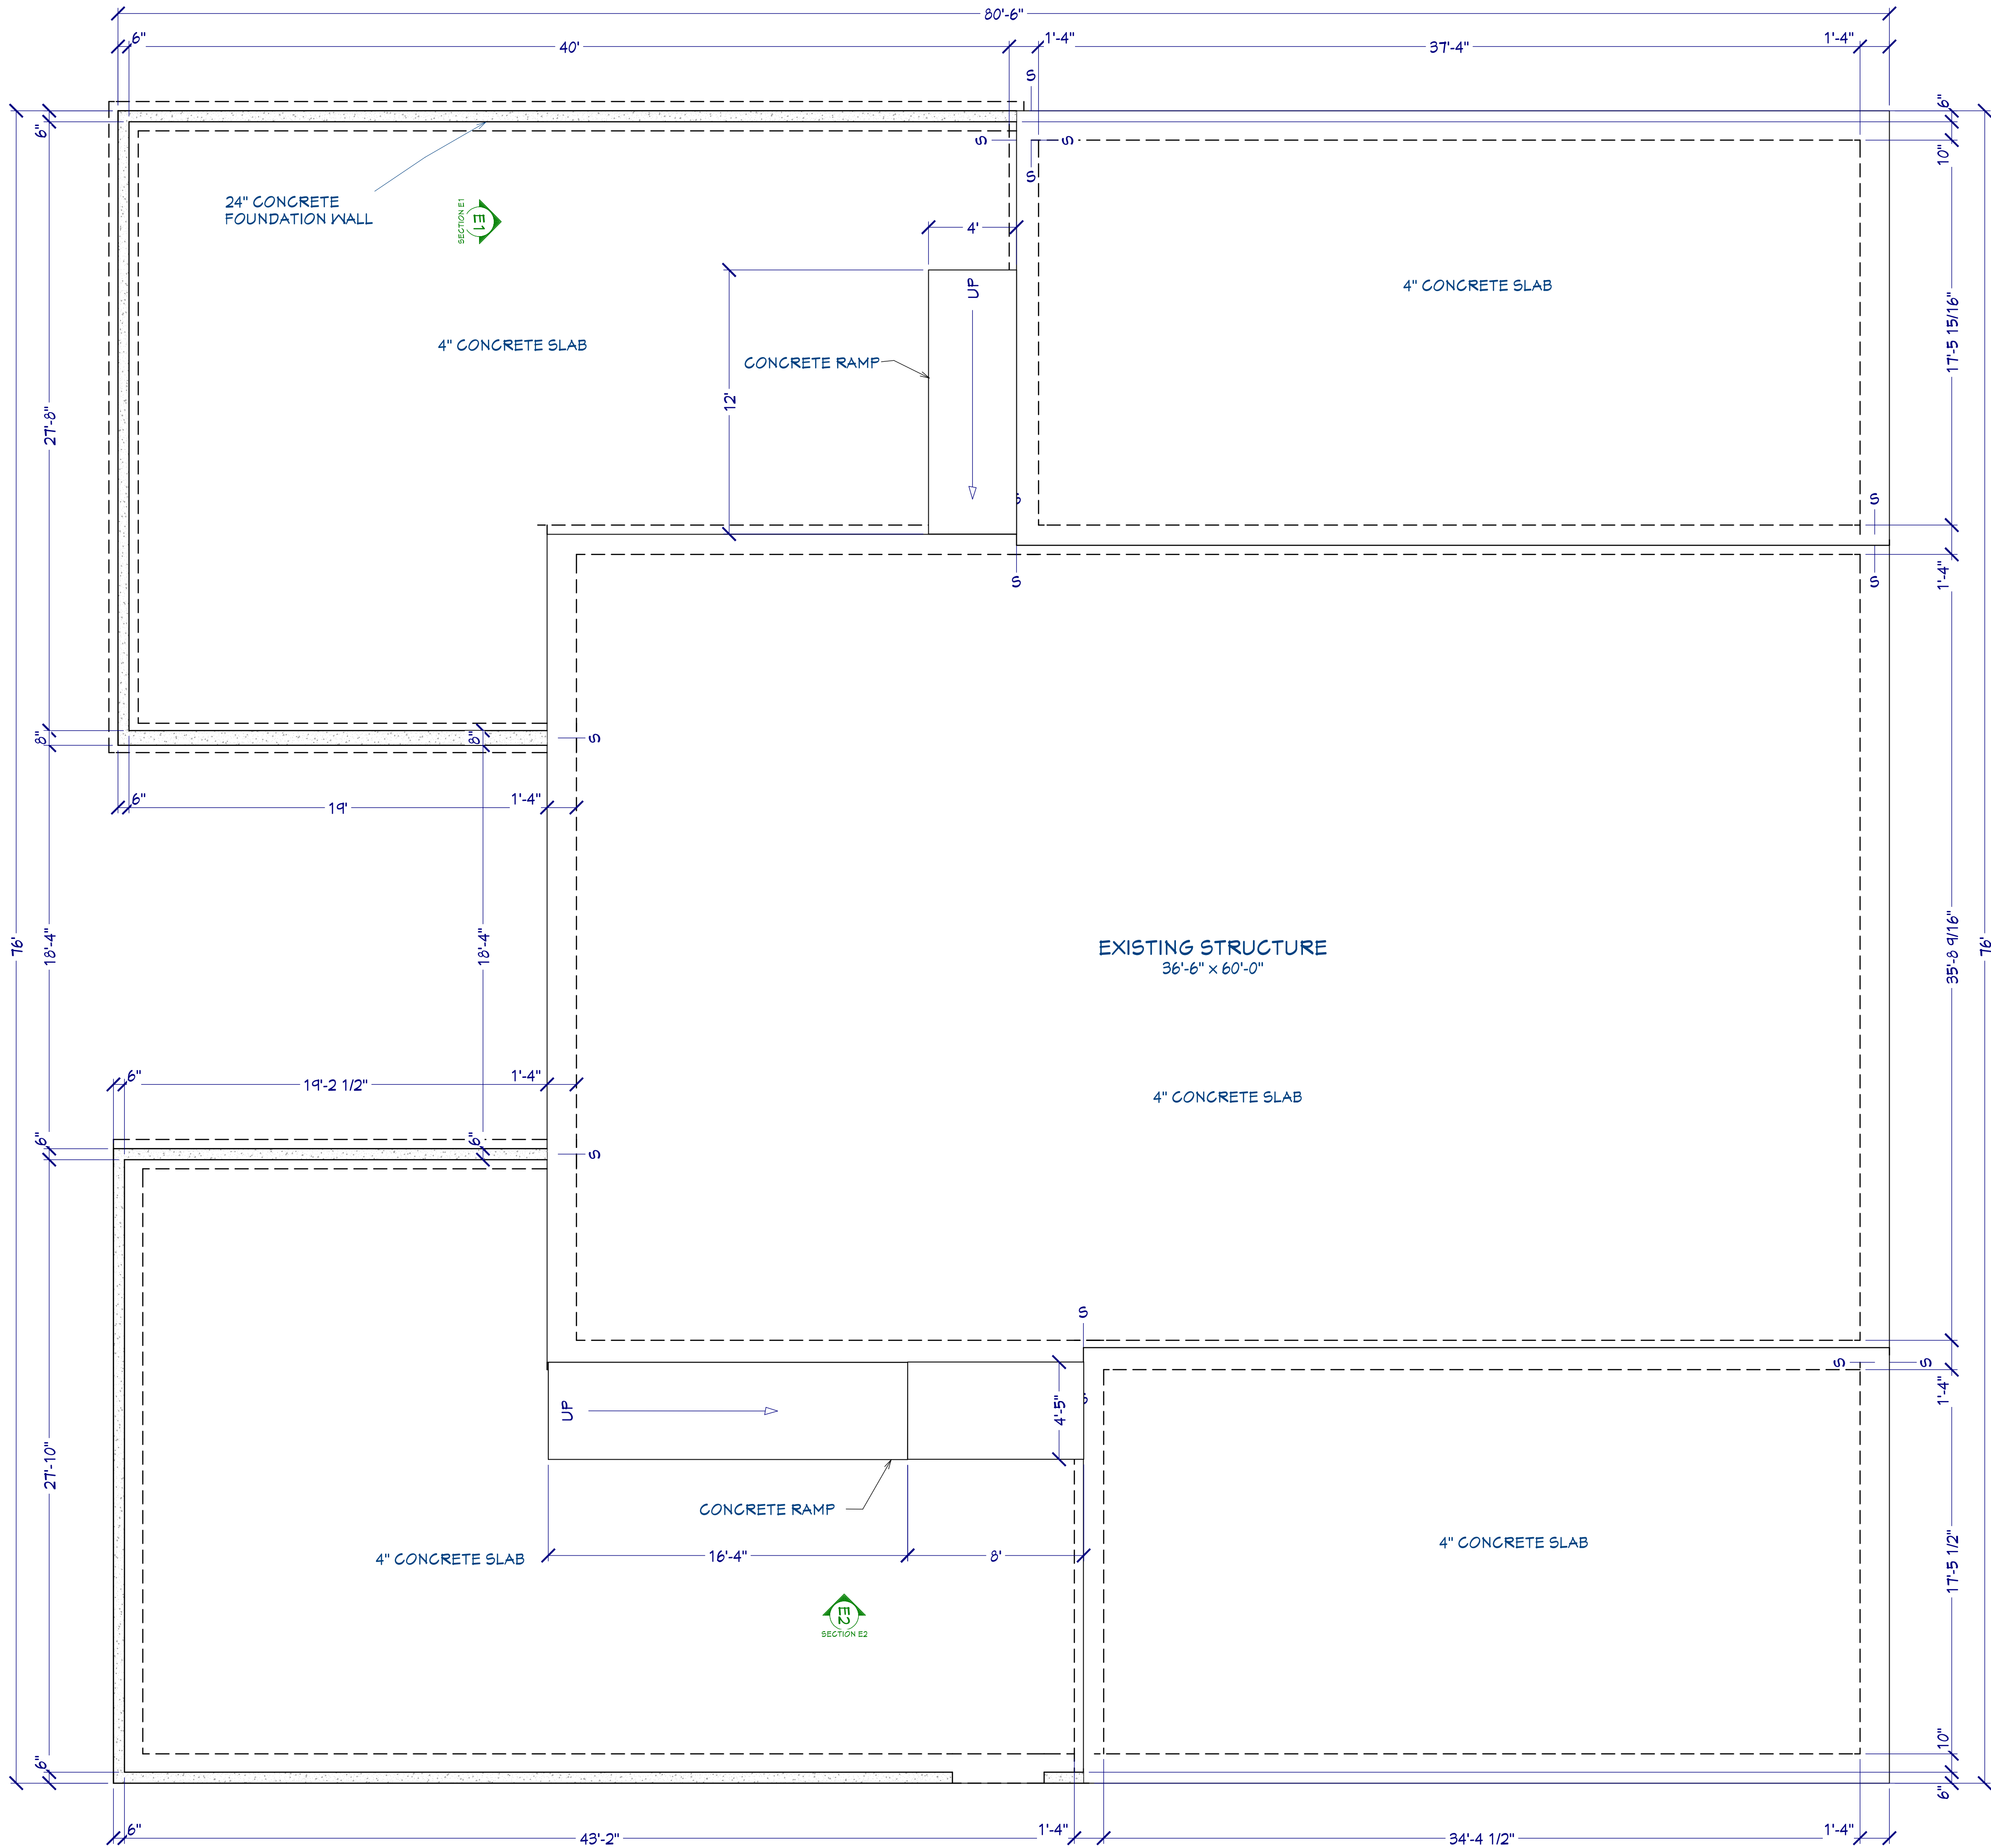 80'-6"
6"
40'
1'-4"
37'-4"
1'-4"
S
6"
6"
S
S
10"
S
24" CONCRETE
FOUNDATION WALL
SECTION E1
E1
4'
UP
4" CONCRETE SLAB
17'-5 15/16"
4" CONCRETE SLAB
CONCRETE RAMP
12'
27'-8"
S
S
S
1'-4"
8"
8"
S
6"
19'
1'-4"
76'
18'-4"
18'-4"
EXISTING STRUCTURE
36'-6" x 60'-0"
35'-8 9/16"
76'
6"
19'-2 1/2"
1'-4"
4" CONCRETE SLAB
6"
6"
S
S
S
S
1'-4"
UP
4'-5"
27'-10"
CONCRETE RAMP
4" CONCRETE SLAB
16'-4"
8'
4" CONCRETE SLAB
17'-5 1/2"
E2
SECTION E2
10"
6"
6"
6"
43'-2"
1'-4"
34'-4 1/2"
1'-4"